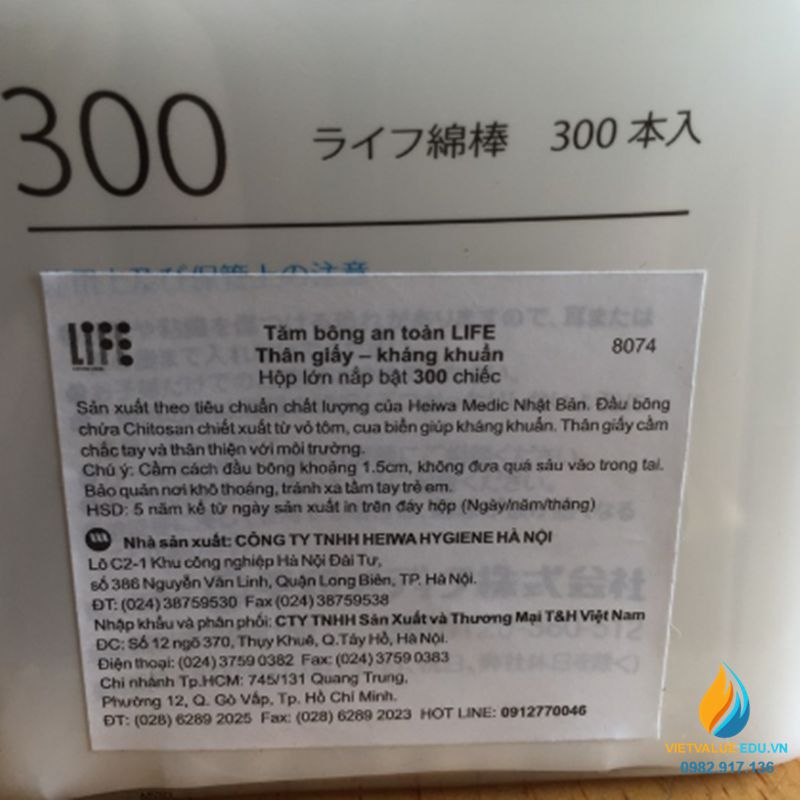 300
ライフ綿棒 300 本入
用上及び保管上の注意
LIFE
Tăm bông an toàn LIFE
8074
Thân giấy – kháng khuẩn
Hộp lớn nắp bật 300 chiếc
Sản xuất theo tiêu chuẩn chất lượng của Heiwa Medic Nhật Bản. Đầu bông
chứa Chitosan chiết xuất từ vỏ tôm, cua biển giúp kháng khuẩn. Thân giấy cầm
chắc tay và thân thiện với môi trường.
Chú ý: Cầm cách đầu bông khoảng 1.5cm, không đưa quá sâu vào trong tai.
Bảo quản nơi khô thoáng, tránh xa tầm tay trẻ em.
HSD: 5 năm kể từ ngày sản xuất in trên đáy hộp (Ngày/năm/tháng)
Nhà sản xuất: CÔNG TY TNHH HEIWA HYGIENE HÀ NỘI
Lô C2-1 Khu công nghiệp Hà Nội Đài Tư,
số 386 Nguyễn Văn Linh, Quận Long Biên, TP. Hà Nội.
ĐT: (024) 38759530 Fax (024) 38759538
Nhập khẩu và phân phối: CTY TNHH Sản Xuất và Thương Mại T&H Việt Nam
ĐC: Số 12 ngõ 370, Thụy Khuê, Q.Tây Hồ, Hà Nội.
Điện thoại: (024) 3759 0382 Fax: (024) 3759 0383
Chi nhánh Tp.HCM: 745/131 Quang Trung,
Phường 12, Q. Gò Vấp, Tp. Hồ Chí Minh.
ĐT: (028) 6289 2025 Fax: (028) 6289 2023 HOT LINE: 0912770046
VIETVALUE.EDU.VN
0982.917.136